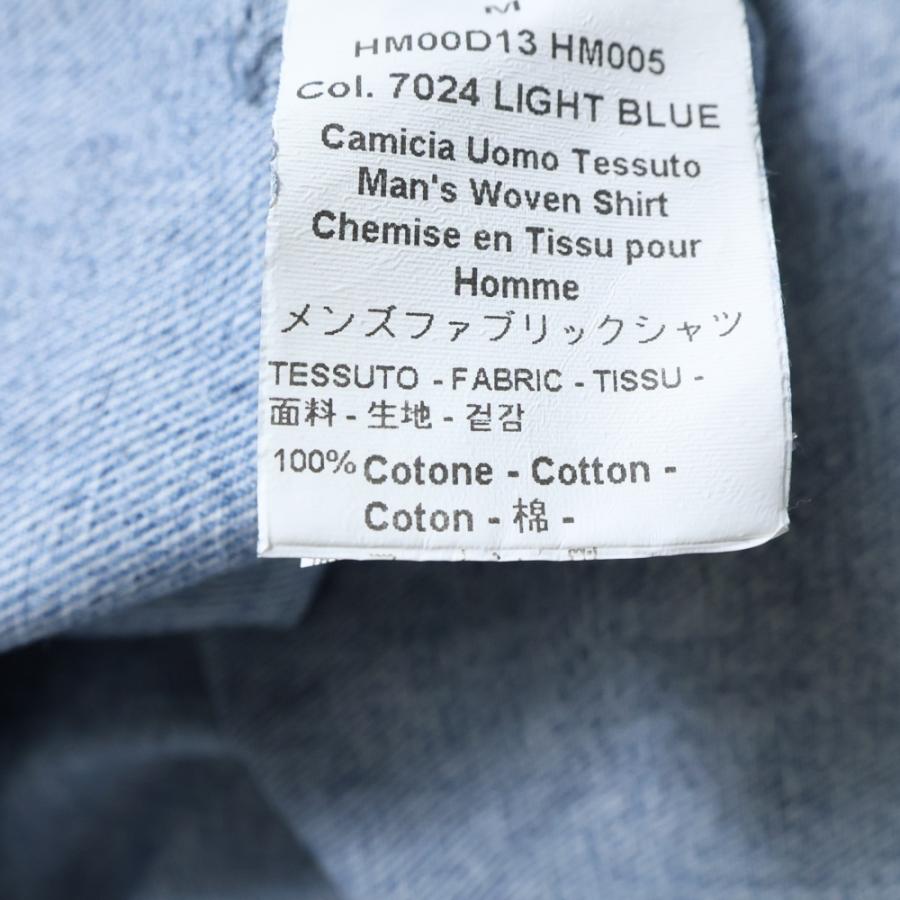 M
HM00D13 HM005
Col. 7024 LIGHT BLUE
Camicia Uomo Tessuto
Man's Woven Shirt
Chemise en Tissu pour
Homme
メンズファブリックシャツ
TESSUTO - FABRIC - TISSU -
面料 - 生地 - 겉감
100% Cotone - Cotton -
Coton - 棉 -